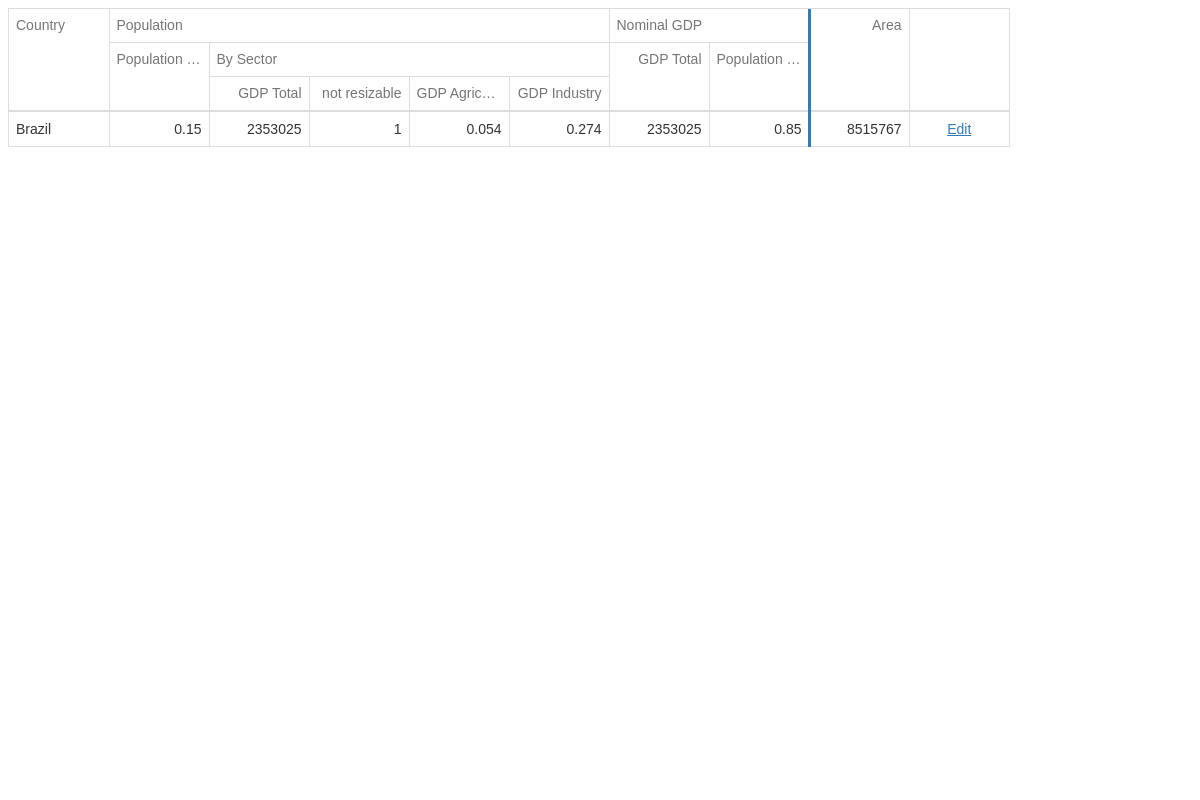 Country Population Nominal GDP Area
Population … By Sector GDP Total Population …
GDP Total not resizable GDP Agric… GDP Industry
Brazil 0.15 2353025 1 0.054 0.274 2353025 0.85 8515767 Edit